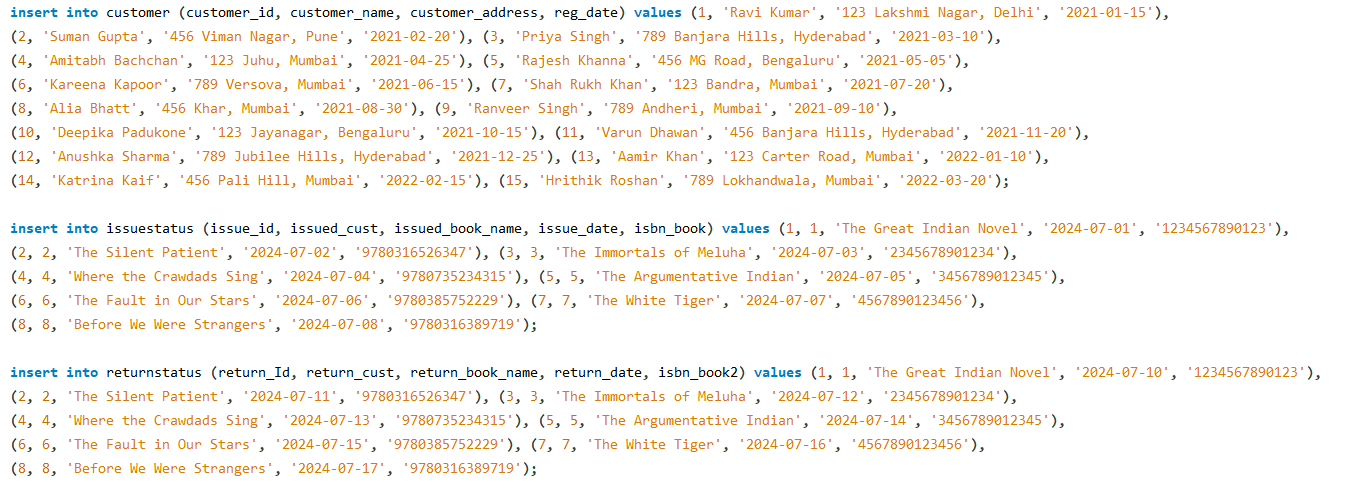 insert into customer (customer_id, customer_name, customer_address, reg_date) values (1, 'Ravi Kumar', '123 Lakshmi Nagar, Delhi', '2021-01-15'),
(2, 'Suman Gupta', '456 Viman Nagar, Pune', '2021-02-20'), (3, 'Priya Singh', '789 Banjara Hills, Hyderabad', '2021-03-10'),
(4, 'Amitabh Bachchan', '123 Juhu, Mumbai', '2021-04-25'), (5, 'Rajesh Khanna', '456 MG Road, Bengaluru', '2021-05-05'),
(6, 'Kareena Kapoor', '789 Versova, Mumbai', '2021-06-15'), (7, 'Shah Rukh Khan', '123 Bandra, Mumbai', '2021-07-20'),
(8, 'Alia Bhatt', '456 Khar, Mumbai', '2021-08-30'), (9, 'Ranveer Singh', '789 Andheri, Mumbai', '2021-09-10'),
(10, 'Deepika Padukone', '123 Jayanagar, Bengaluru', '2021-10-15'), (11, 'Varun Dhawan', '456 Banjara Hills, Hyderabad', '2021-11-20'),
(12, 'Anushka Sharma', '789 Jubilee Hills, Hyderabad', '2021-12-25'), (13, 'Aamir Khan', '123 Carter Road, Mumbai', '2022-01-10'),
(14, 'Katrina Kaif', '456 Pali Hill, Mumbai', '2022-02-15'), (15, 'Hrithik Roshan', '789 Lokhandwala, Mumbai', '2022-03-20');
insert into issuestatus (issue_id, issued_cust, issued_book_name, issue_date, isbn_book) values (1, 1, 'The Great Indian Novel', '2024-07-01', '1234567890123'),
(2, 2, 'The Silent Patient', '2024-07-02', '9780316526347'), (3, 3, 'The Immortals of Meluha', '2024-07-03', '2345678901234'),
(4, 4, 'Where the Crawdads Sing', '2024-07-04', '9780735234315'), (5, 5, 'The Argumentative Indian', '2024-07-05', '3456789012345'),
(6, 6, 'The Fault in Our Stars', '2024-07-06', '9780385752229'), (7, 7, 'The White Tiger', '2024-07-07', '4567890123456'),
(8, 8, 'Before We Were Strangers', '2024-07-08', '9780316389719');
insert into returnstatus (return_Id, return_cust, return_book_name, return_date, isbn_book2) values (1, 1, 'The Great Indian Novel', '2024-07-10', '1234567890123'),
(2, 2, 'The Silent Patient', '2024-07-11', '9780316526347'), (3, 3, 'The Immortals of Meluha', '2024-07-12', '2345678901234'),
(4, 4, 'Where the Crawdads Sing', '2024-07-13', '9780735234315'), (5, 5, 'The Argumentative Indian', '2024-07-14', '3456789012345'),
(6, 6, 'The Fault in Our Stars', '2024-07-15', '9780385752229'), (7, 7, 'The White Tiger', '2024-07-16', '4567890123456'),
(8, 8, 'Before We Were Strangers', '2024-07-17', '9780316389719');